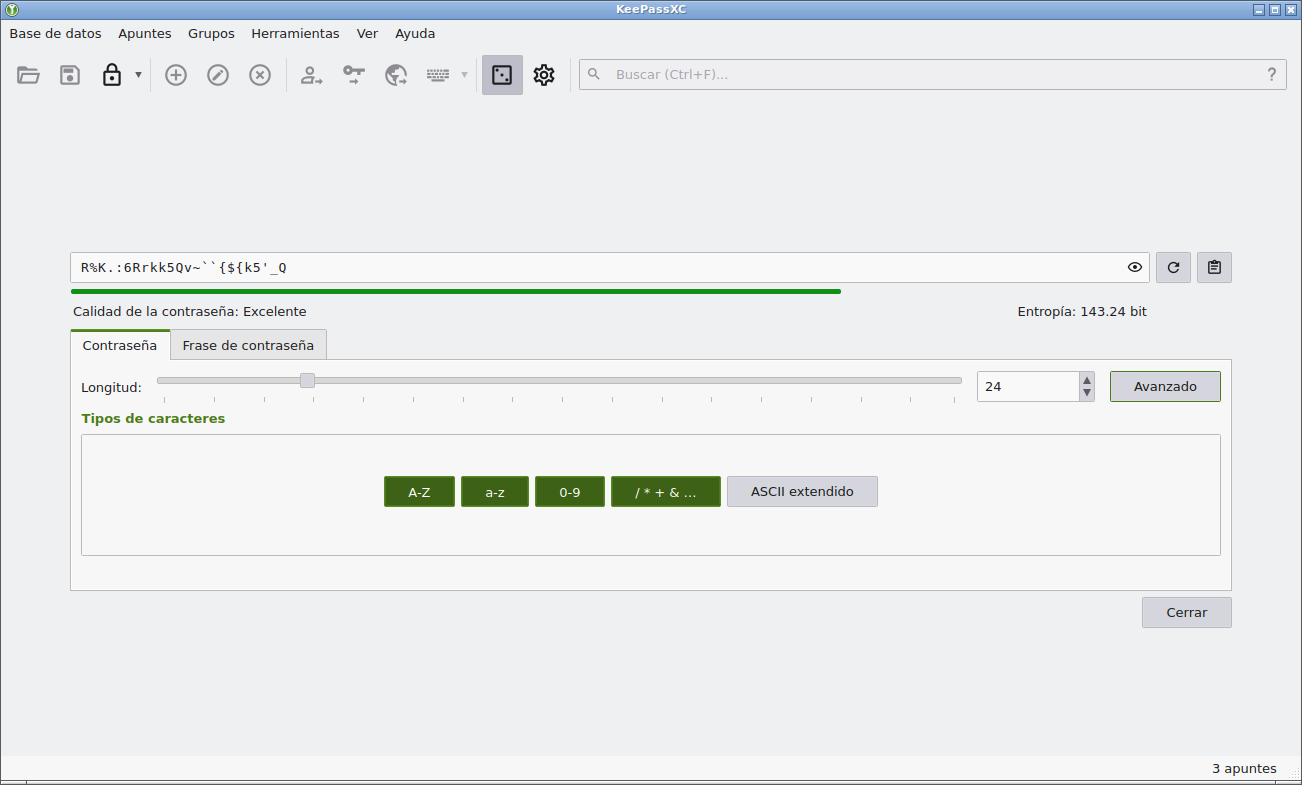 KeePassXC
Base de datos Apuntes Grupos Herramientas Ver Ayuda
Buscar (Ctrl+F)... ?
R%K.:6Rrkk5Qv~``{${k5'_Q
Calidad de la contraseña: Excelente Entropía: 143.24 bit
Contraseña Frase de contraseña
Longitud: 24 Avanzado
Tipos de caracteres
A-Z a-z 0-9 / * + & ... ASCII extendido
Cerrar
3 apuntes